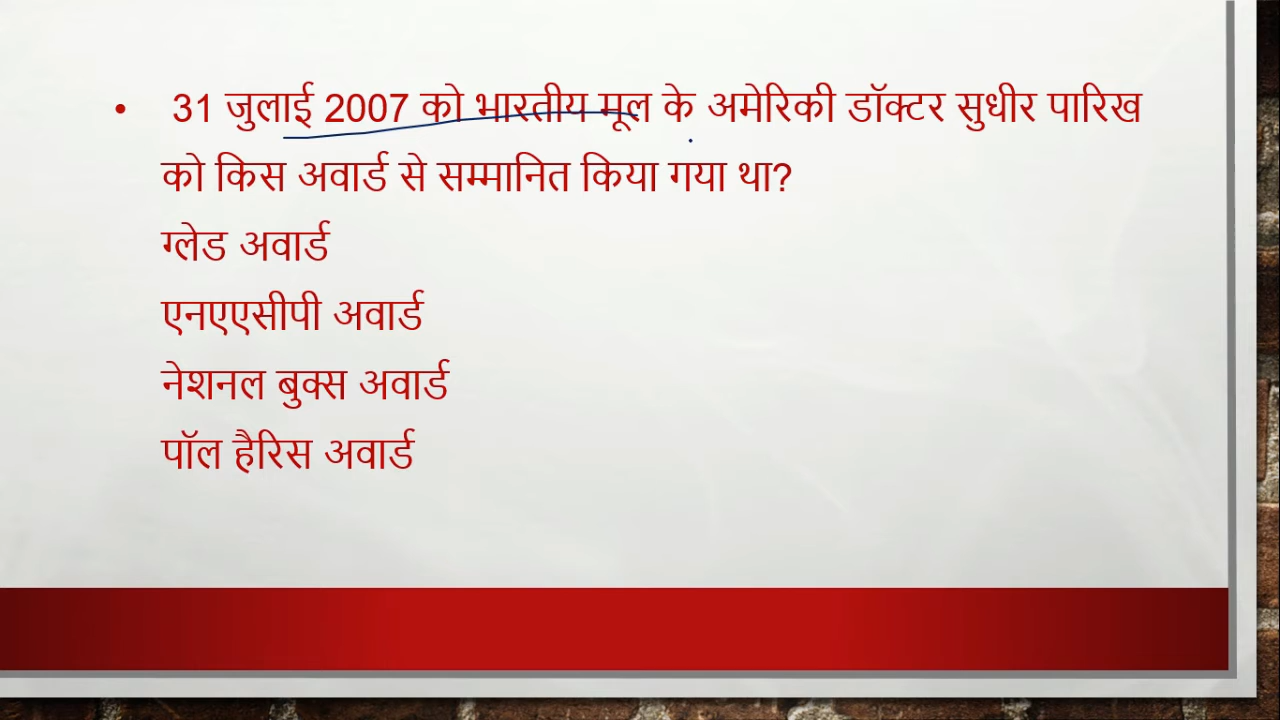 • 31 जुलाई 2007 को भारतीय मूल के अमेरिकी डॉक्टर सुधीर पारिख
को किस अवार्ड से सम्मानित किया गया था?
ग्लेड अवार्ड
एनएएसीपी अवार्ड
नेशनल बुक्स अवार्ड
पॉल हैरिस अवार्ड